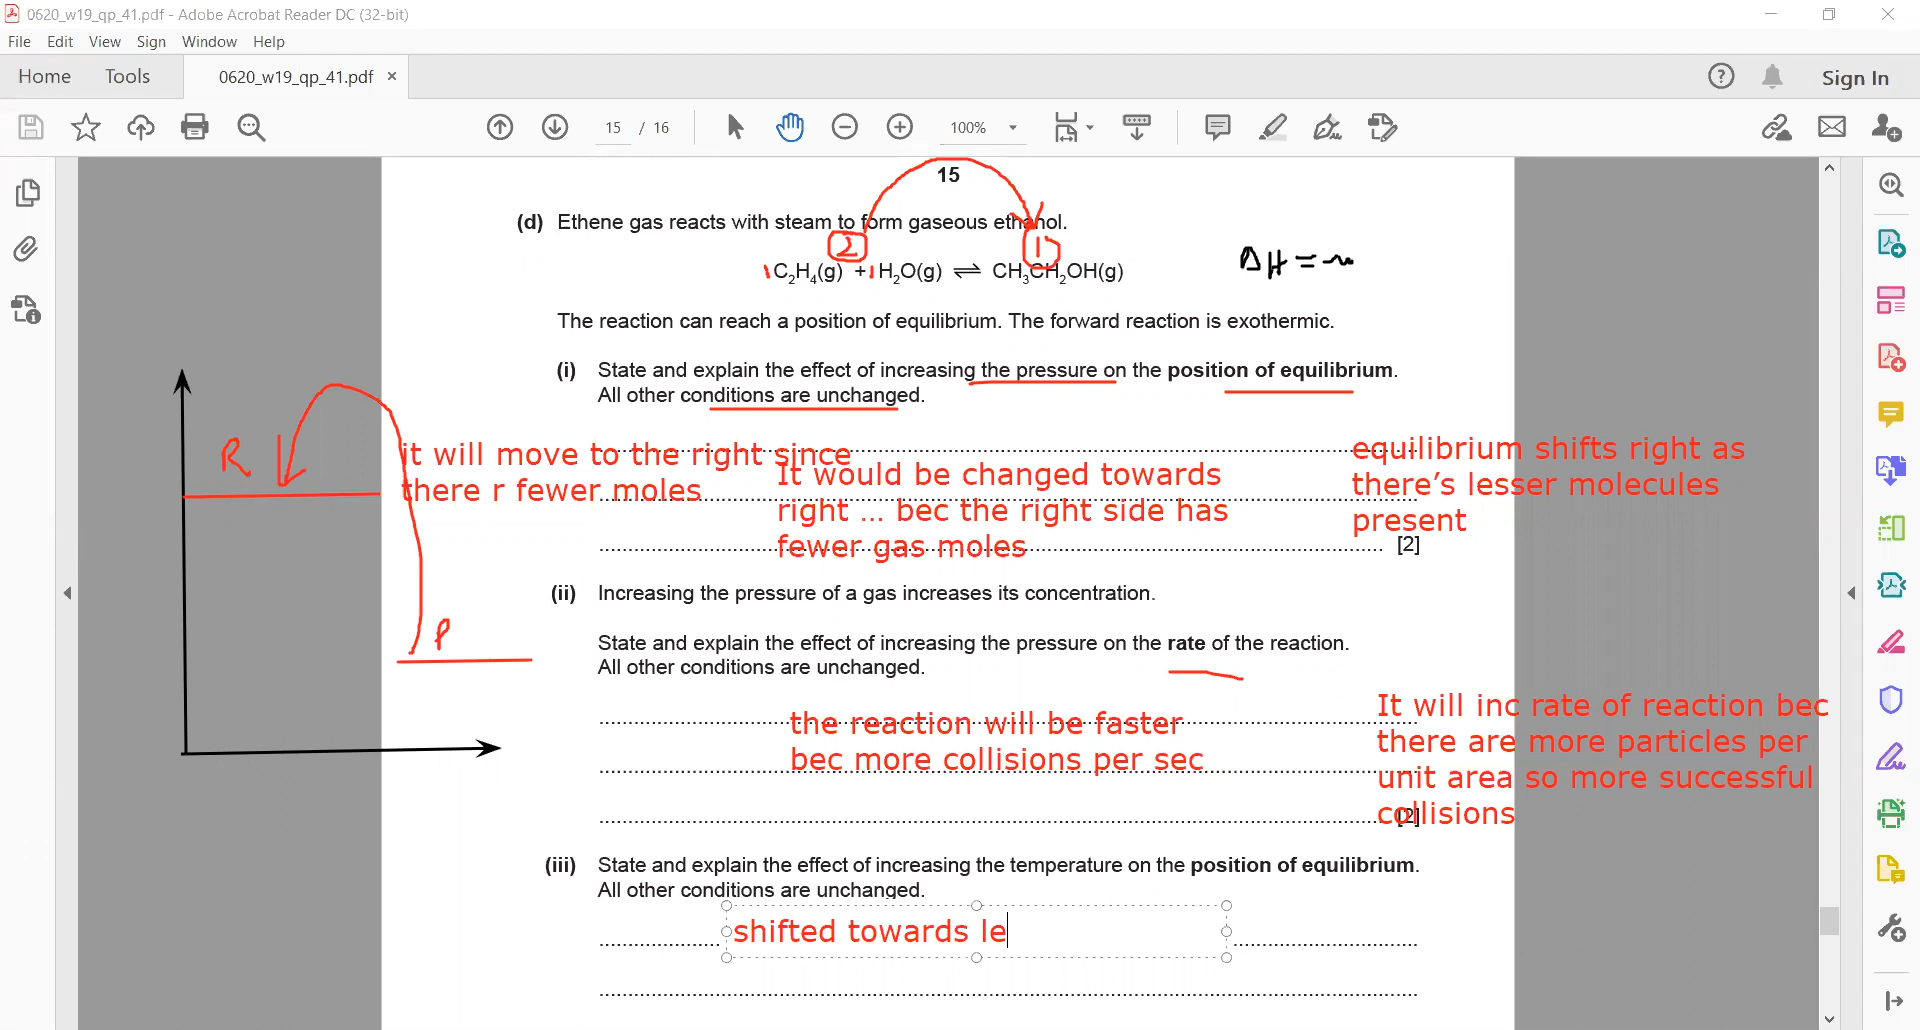 0620_w19_qp_41.pdf - Adobe Acrobat Reader DC (32-bit)
File Edit View Sign Window Help
Home Tools 0620_w19_qp_41.pdf × Sign In
15 / 16 100%
15
(d) Ethene gas reacts with steam to form gaseous ethanol.
2 1
1 C₂H₄(g) + 1 H₂O(g) ⇌ CH₃CH₂OH(g) ΔH = -
The reaction can reach a position of equilibrium. The forward reaction is exothermic.
(i) State and explain the effect of increasing the pressure on the position of equilibrium.
All other conditions are unchanged.
R
it will move to the right since
there r fewer moles
It would be changed towards
right ... bec the right side has
fewer gas moles
equilibrium shifts right as
there’s lesser molecules
present
[2]
(ii) Increasing the pressure of a gas increases its concentration.
P
State and explain the effect of increasing the pressure on the rate of the reaction.
All other conditions are unchanged.
the reaction will be faster
bec more collisions per sec
It will inc rate of reaction bec
there are more particles per
unit area so more successful
collisions
[2]
(iii) State and explain the effect of increasing the temperature on the position of equilibrium.
All other conditions are unchanged.
shifted towards le